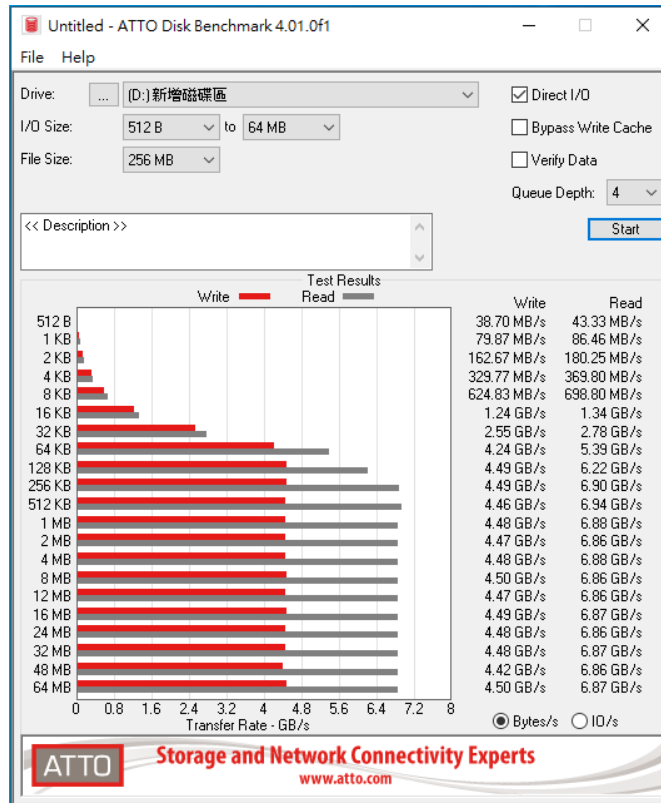 Untitled - ATTO Disk Benchmark 4.01.0f1
File Help
Drive: ... (D:)新增磁碟區
Direct I/O
I/O Size: 512 B to 64 MB
Bypass Write Cache
File Size: 256 MB
Verify Data
Queue Depth: 4
<< Description >>
Start
Test Results
Write Read
Write Read
512 B 38.70 MB/s 43.33 MB/s
1 KB 79.87 MB/s 86.46 MB/s
2 KB 162.67 MB/s 180.25 MB/s
4 KB 329.77 MB/s 369.80 MB/s
8 KB 624.83 MB/s 698.80 MB/s
16 KB 1.24 GB/s 1.34 GB/s
32 KB 2.55 GB/s 2.78 GB/s
64 KB 4.24 GB/s 5.39 GB/s
128 KB 4.49 GB/s 6.22 GB/s
256 KB 4.49 GB/s 6.90 GB/s
512 KB 4.46 GB/s 6.94 GB/s
1 MB 4.48 GB/s 6.88 GB/s
2 MB 4.47 GB/s 6.86 GB/s
4 MB 4.48 GB/s 6.88 GB/s
8 MB 4.50 GB/s 6.86 GB/s
12 MB 4.47 GB/s 6.86 GB/s
16 MB 4.49 GB/s 6.87 GB/s
24 MB 4.48 GB/s 6.86 GB/s
32 MB 4.48 GB/s 6.87 GB/s
48 MB 4.42 GB/s 6.86 GB/s
64 MB 4.50 GB/s 6.87 GB/s
0 0.8 1.6 2.4 3.2 4 4.8 5.6 6.4 7.2 8
Transfer Rate - GB/s
Bytes/s IO/s
ATTO
Storage and Network Connectivity Experts
www.atto.com